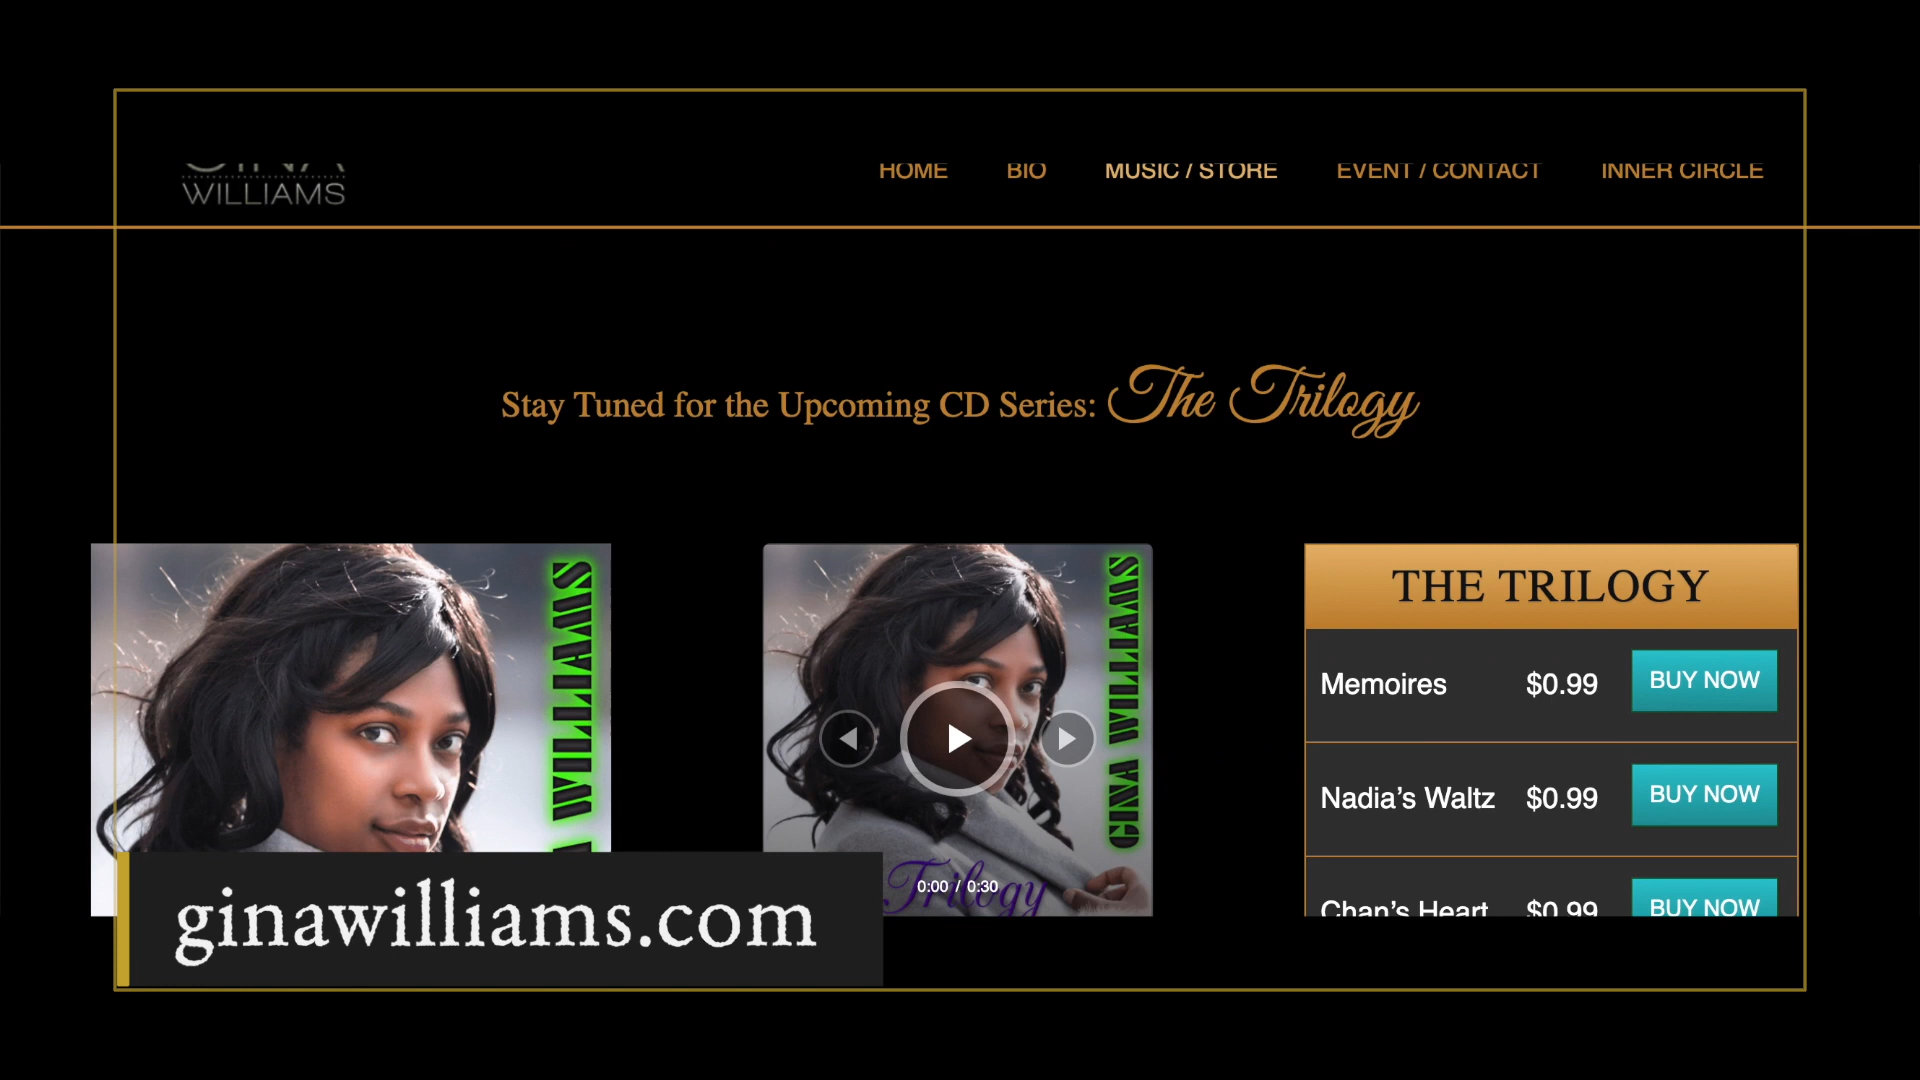 WILLIAMS
HOME BIO MUSIC / STORE EVENT / CONTACT INNER CIRCLE
Stay Tuned for the Upcoming CD Series: The Trilogy
WILLIAMS
GINA WILLIAMS
Trilogy
0:00 / 0:30
THE TRILOGY
Memoires $0.99 BUY NOW
Nadia’s Waltz $0.99 BUY NOW
Chan’s Heart $0.99 BUY NOW
ginawilliams.com